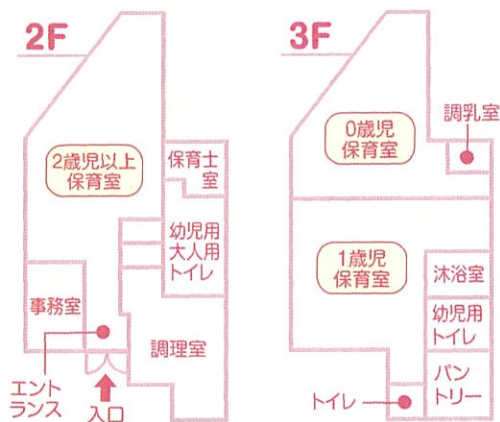 2F
2歳児以上
保育室
保育士
室
幼児用
大人用
トイレ
事務室
調理室
エント
ランス
入口
3F
0歳児
保育室
調乳室
1歳児
保育室
沐浴室
幼児用
トイレ
パン
トリー
トイレ